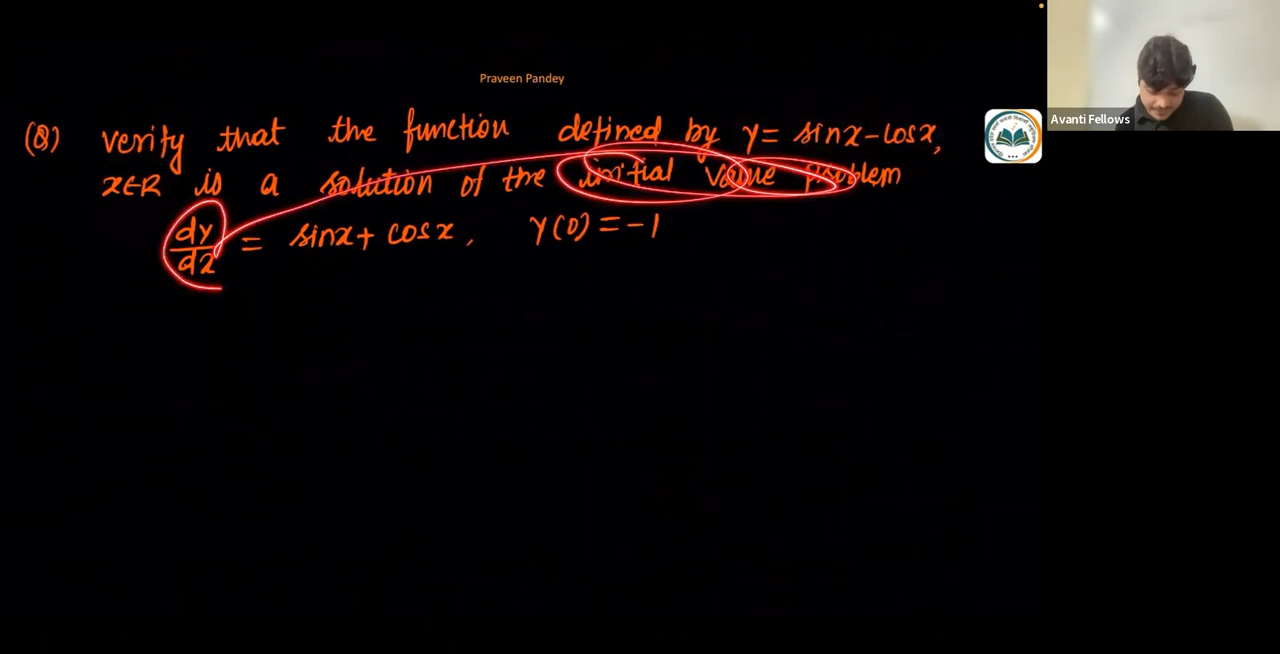 Praveen Pandey
Avanti Fellows
(Q) verify that the function defined by y = sinx - cosx,
x∈R is a solution of the initial value problem
dy/dx = sinx + cosx, y(0) = -1